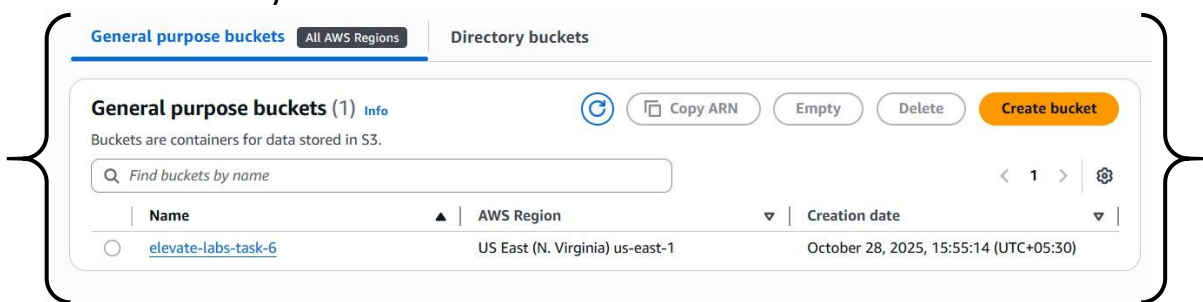 General purpose buckets All AWS Regions Directory buckets
General purpose buckets (1) Info
Copy ARN Empty Delete Create bucket
Buckets are containers for data stored in S3.
Find buckets by name
1
Name AWS Region Creation date
elevate-labs-task-6 US East (N. Virginia) us-east-1 October 28, 2025, 15:55:14 (UTC+05:30)